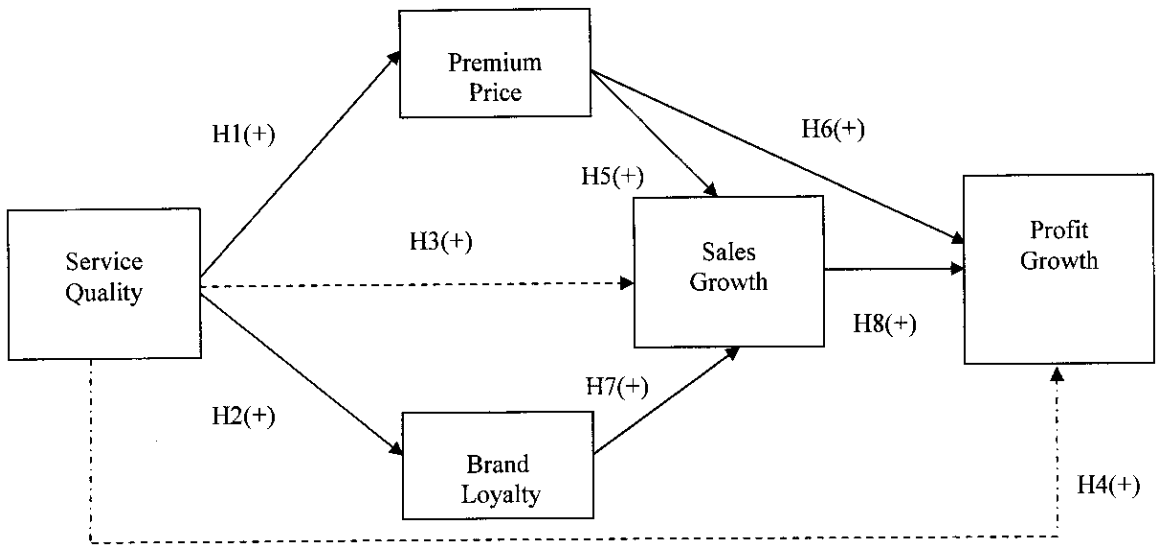 Premium
Price
H1(+)
H6(+)
H5(+)
Service
Quality
H3(+)
Sales
Growth
Profit
Growth
H8(+)
H2(+)
H7(+)
Brand
Loyalty
H4(+)